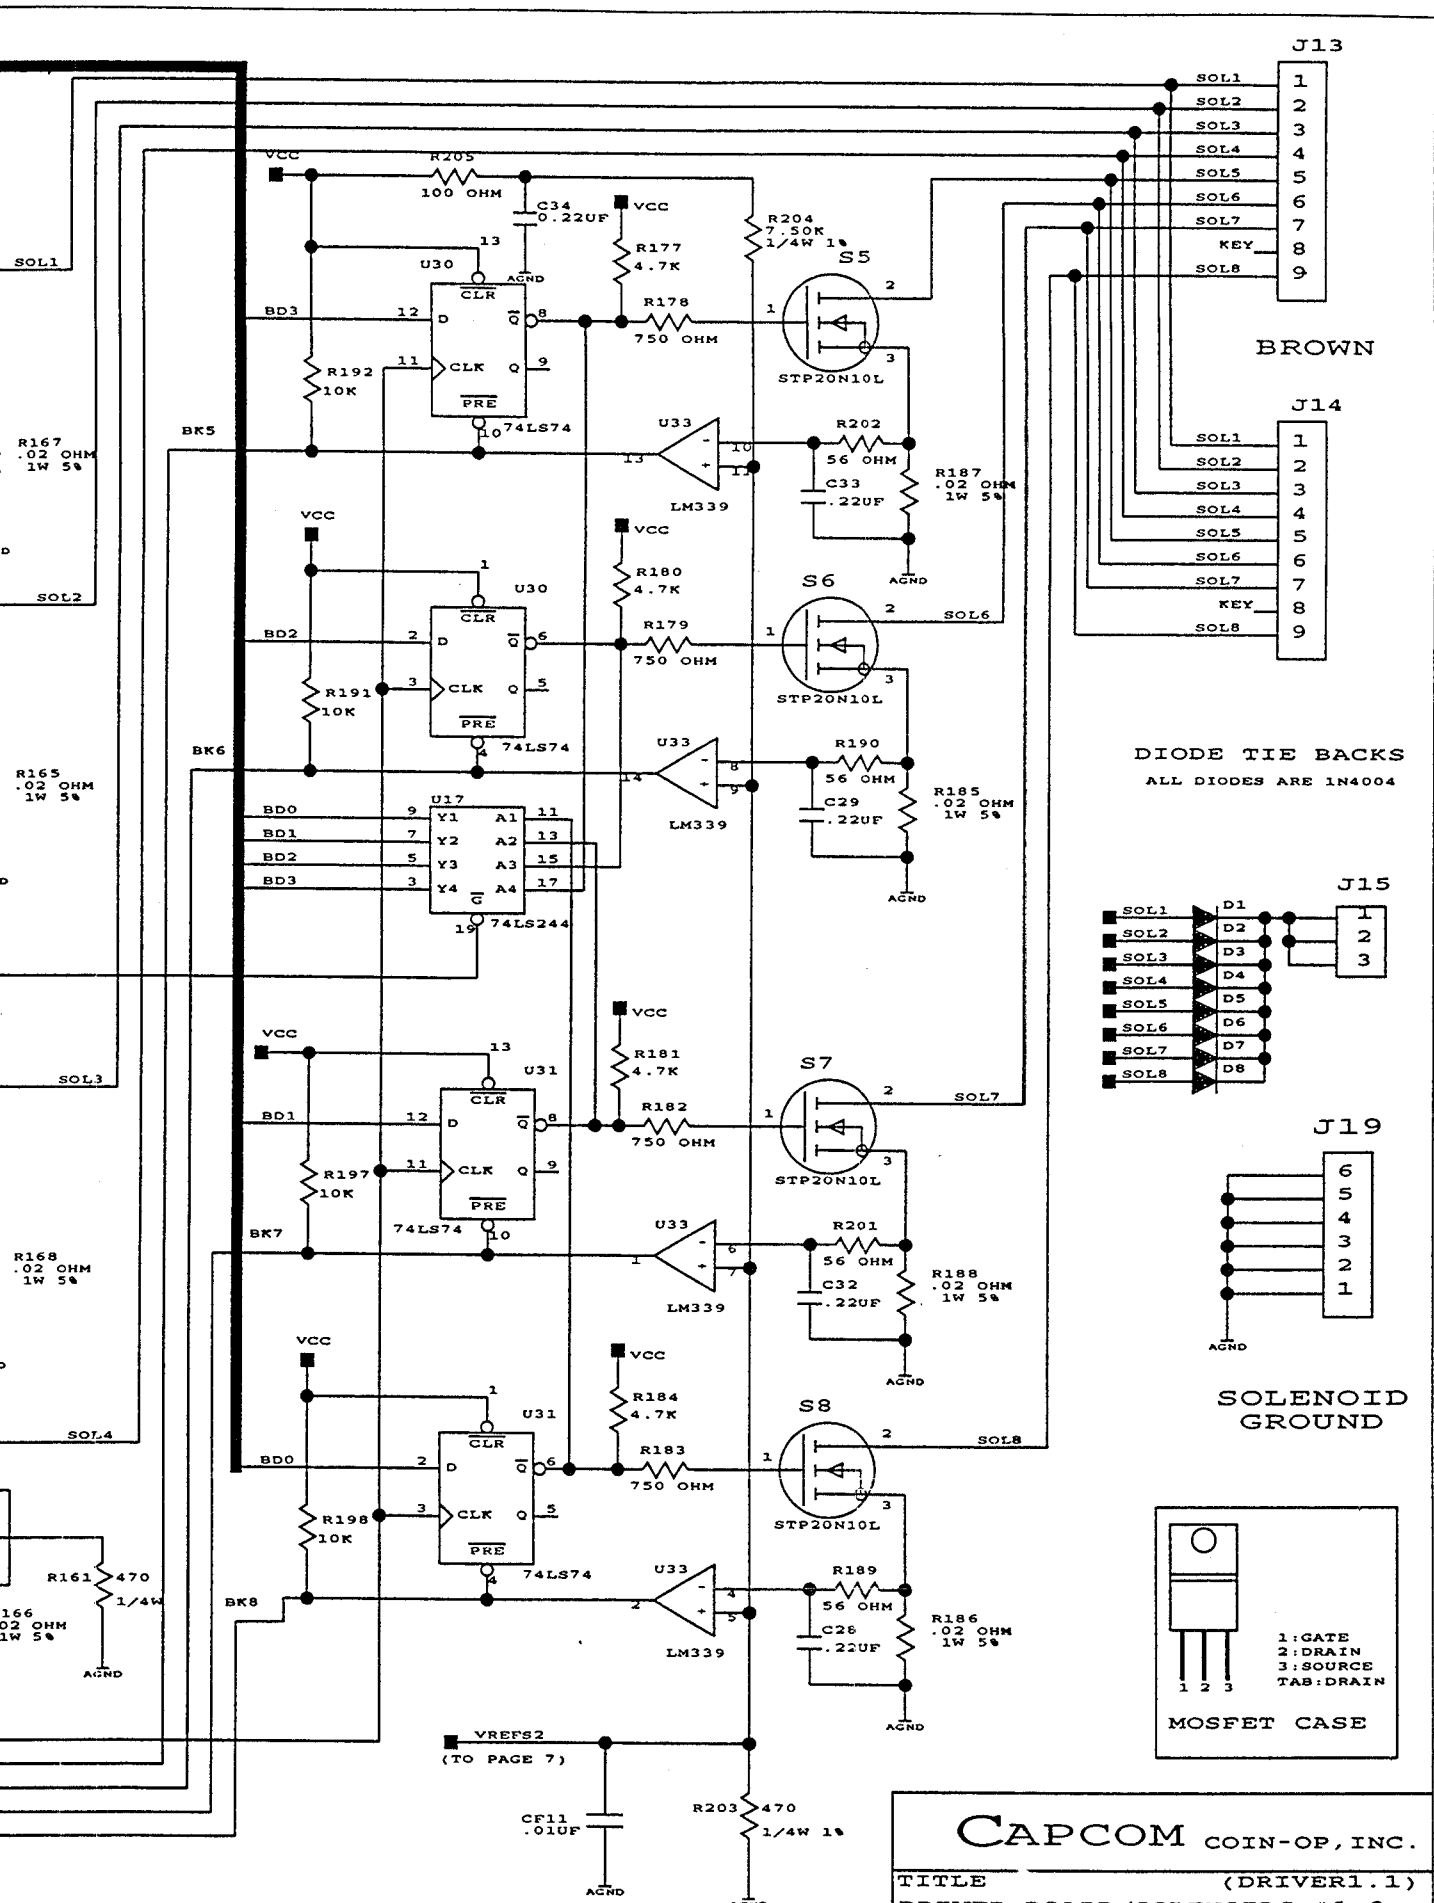 J13
SOL1 1
SOL2 2
SOL3 3
SOL4 4
SOL5 5
SOL6 6
SOL7 7
KEY 8
SOL8 9
BROWN
J14
SOL1 1
SOL2 2
SOL3 3
SOL4 4
SOL5 5
SOL6 6
SOL7 7
KEY 8
SOL8 9
DIODE TIE BACKS
ALL DIODES ARE 1N4004
J15
SOL1 D1 1
SOL2 D2 2
SOL3 D3 3
SOL4 D4
SOL5 D5
SOL6 D6
SOL7 D7
SOL8 D8
J19
6
5
4
3
2
1
AGND
SOLENOID
GROUND
1:GATE
2:DRAIN
3:SOURCE
TAB:DRAIN
1 2 3
MOSFET CASE
CAPCOM COIN-OP, INC.
TITLE (DRIVER1.1)
VCC
R205
100 OHM
C34
0.22UF
AGND
VCC
R177
4.7K
R204
7.50K
1/4W 1%
SOL1
13
U30
CLR
BD3 12 D Q 8
R178
750 OHM
11 CLK Q 9
PRE
10 74LS74
R192
10K
S5
1
2
3
STP20N10L
BK5
13
U33
- 10
+ 11
LM339
R202
56 OHM
C33
.22UF
R187
.02 OHM
1W 5%
AGND
R167
.02 OHM
1W 5%
VCC
VCC
R180
4.7K
SOL2
1
U30
CLR
BD2 2 D Q 6
R179
750 OHM
3 CLK Q 5
PRE
4 74LS74
R191
10K
S6
1
2 SOL6
3
STP20N10L
BK6
14
U33
- 8
+ 9
LM339
R190
56 OHM
C29
.22UF
R185
.02 OHM
1W 5%
AGND
R165
.02 OHM
1W 5%
U17
BD0 9 Y1 A1 11
BD1 7 Y2 A2 13
BD2 5 Y3 A3 15
BD3 3 Y4 A4 17
G
19 74LS244
VCC
VCC
R181
4.7K
SOL3
13
U31
CLR
BD1 12 D Q 8
R182
750 OHM
11 CLK Q 9
PRE
74LS74 10
R197
10K
S7
1
2 SOL7
3
STP20N10L
BK7
1
U33
- 6
+ 7
LM339
R201
56 OHM
C32
.22UF
R188
.02 OHM
1W 5%
AGND
R168
.02 OHM
1W 5%
VCC
VCC
R184
4.7K
SOL4
1
U31
CLR
BD0 2 D Q 6
R183
750 OHM
3 CLK Q 5
PRE
4 74LS74
R198
10K
S8
1
2 SOL8
3
STP20N10L
BK8
2
U33
- 4
+ 5
LM339
R189
56 OHM
C28
.22UF
R186
.02 OHM
1W 5%
AGND
R161 470
1/4W
AGND
166
02 OHM
1W 5%
VREFS2
(TO PAGE 7)
CF11
.01UF
AGND
R203 470
1/4W 1%